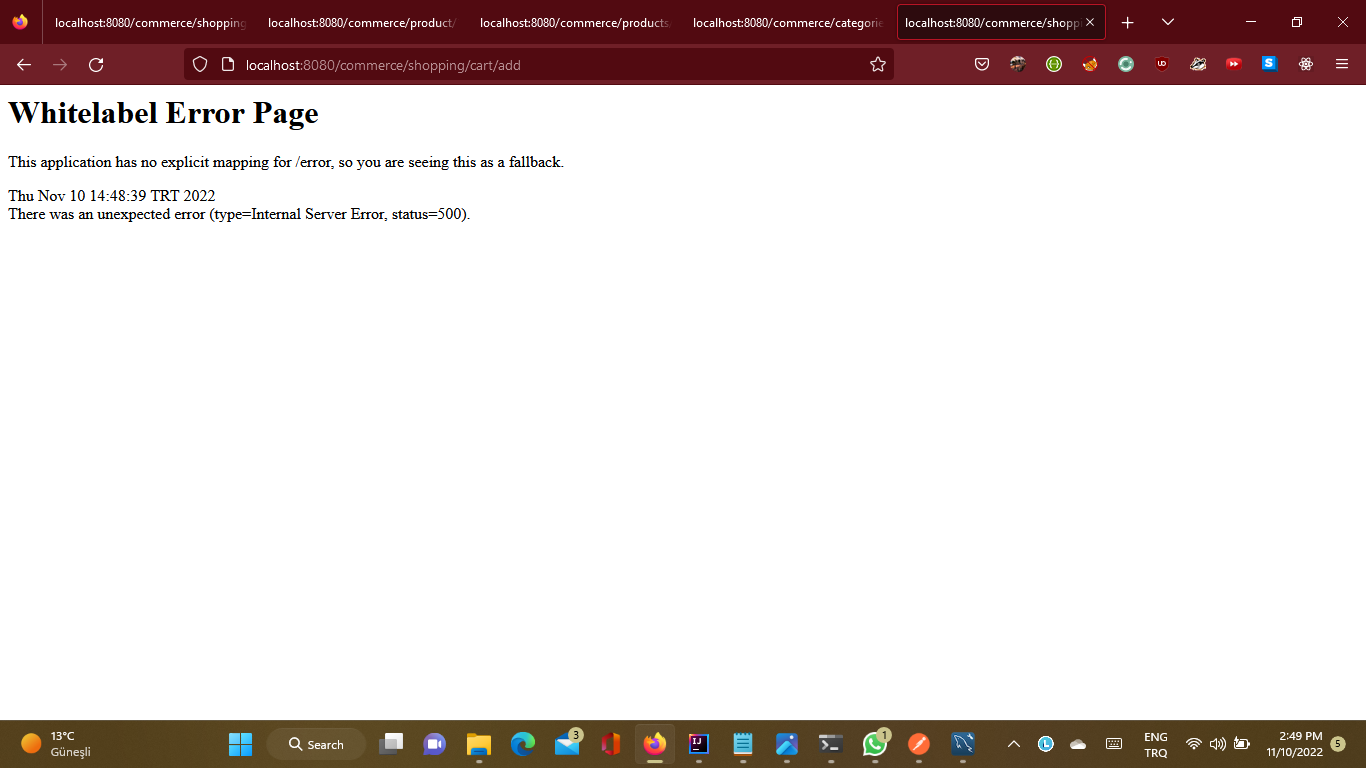 localhost:8080/commerce/shopping
localhost:8080/commerce/product/
localhost:8080/commerce/products
localhost:8080/commerce/categorie
localhost:8080/commerce/shoppi
localhost:8080/commerce/shopping/cart/add
Whitelabel Error Page
This application has no explicit mapping for /error, so you are seeing this as a fallback.
Thu Nov 10 14:48:39 TRT 2022
There was an unexpected error (type=Internal Server Error, status=500).
13°C
Güneşli
Search
3
1
ENG
TRQ
2:49 PM
11/10/2022
5